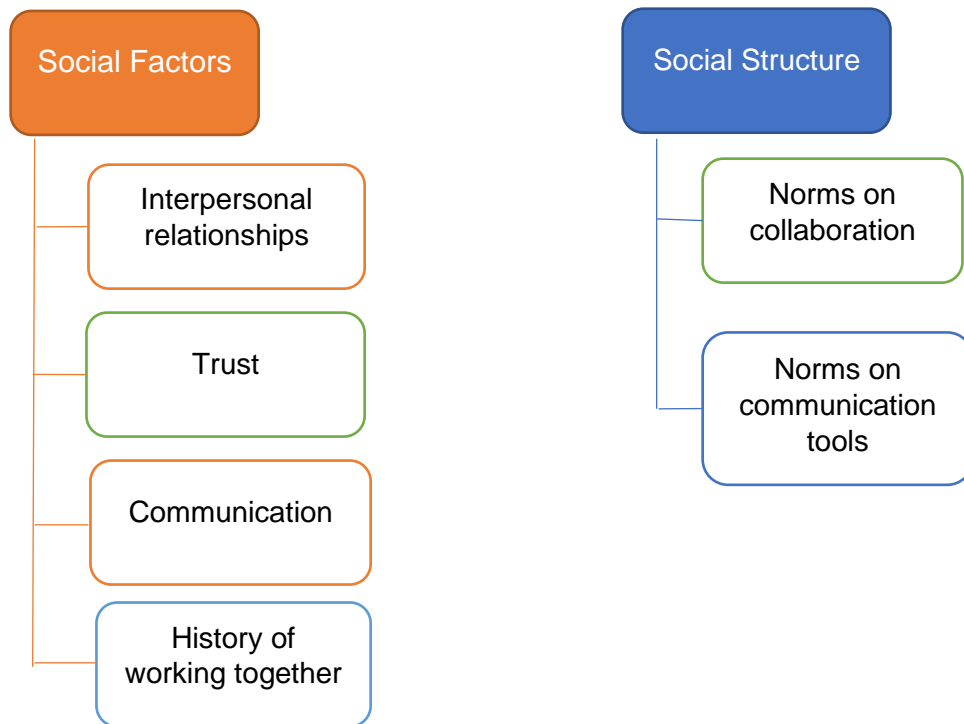 Social Factors
Interpersonal
relationships
Trust
Communication
History of
working together
Social Structure
Norms on
collaboration
Norms on
communication
tools